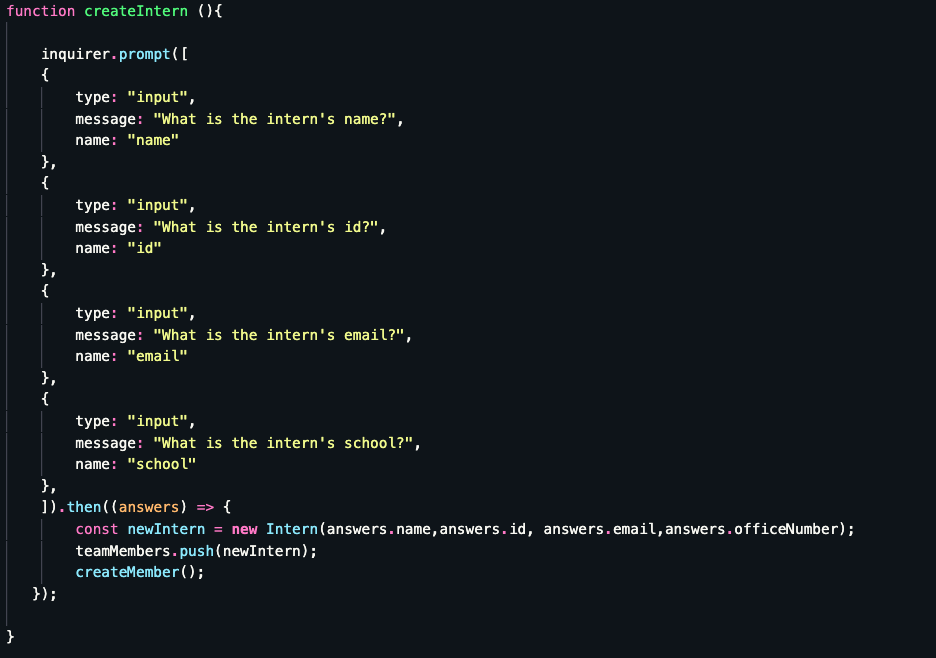 function createIntern (){
inquirer.prompt([
{
type: "input",
message: "What is the intern's name?",
name: "name"
},
{
type: "input",
message: "What is the intern's id?",
name: "id"
},
{
type: "input",
message: "What is the intern's email?",
name: "email"
},
{
type: "input",
message: "What is the intern's school?",
name: "school"
},
]).then((answers) => {
const newIntern = new Intern(answers.name,answers.id, answers.email,answers.officeNumber);
teamMembers.push(newIntern);
createMember();
});
}